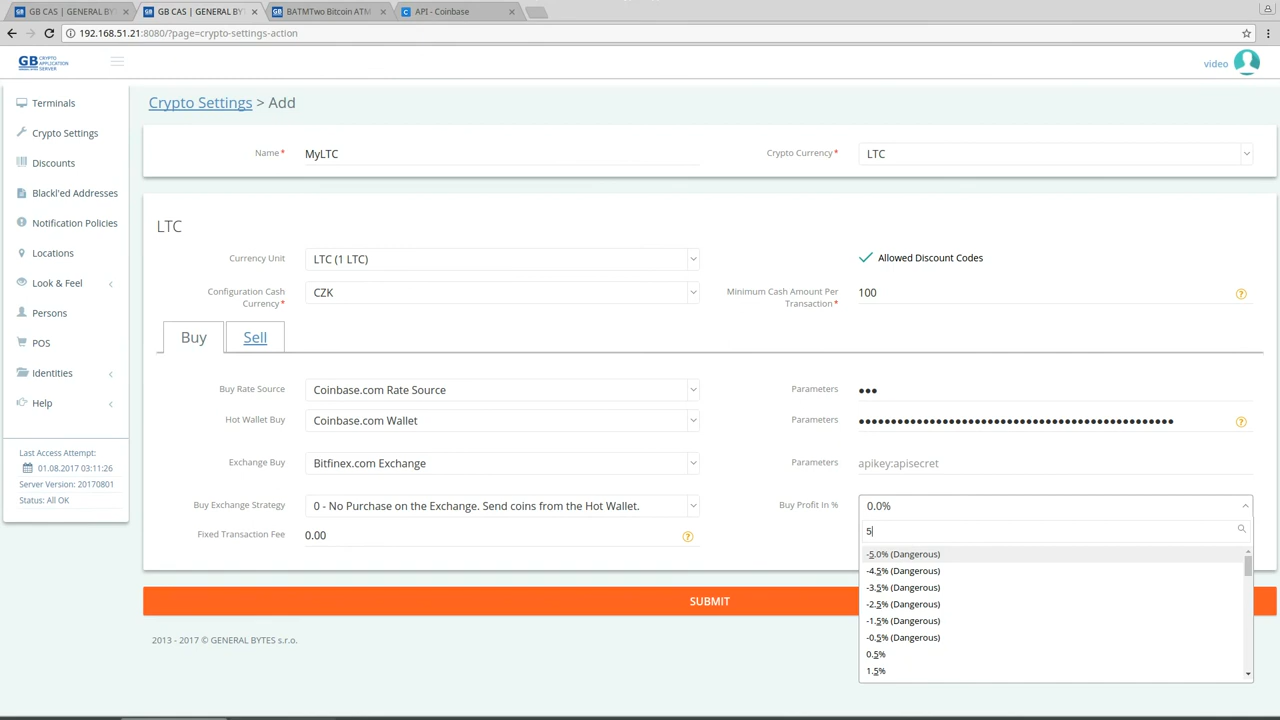 GB CAS | GENERAL BY
GB CAS | GENERAL BY
BATMTwo Bitcoin ATM
API - Coinbase
192.168.51.21:8080/?page=crypto-settings-action
GB CRYPTO APPLICATION SERVER
video
Terminals
Crypto Settings
Discounts
Blackl'ed Addresses
Notification Policies
Locations
Look & Feel
Persons
POS
Identities
Help
Last Access Attempt:
01.08.2017 03:11:26
Server Version: 20170801
Status: All OK
Crypto Settings > Add
Name* MyLTC
Crypto Currency* LTC
LTC
Currency Unit LTC (1 LTC)
Allowed Discount Codes
Configuration Cash Currency* CZK
Minimum Cash Amount Per Transaction* 100
Buy Sell
Buy Rate Source Coinbase.com Rate Source
Parameters •••
Hot Wallet Buy Coinbase.com Wallet
Parameters
Exchange Buy Bitfinex.com Exchange
Parameters apikey:apisecret
Buy Exchange Strategy 0 - No Purchase on the Exchange. Send coins from the Hot Wallet.
Buy Profit In % 0.0%
Fixed Transaction Fee 0.00
5
-5.0% (Dangerous)
-4.5% (Dangerous)
-3.5% (Dangerous)
-2.5% (Dangerous)
-1.5% (Dangerous)
-0.5% (Dangerous)
0.5%
1.5%
SUBMIT
2013 - 2017 © GENERAL BYTES s.r.o.